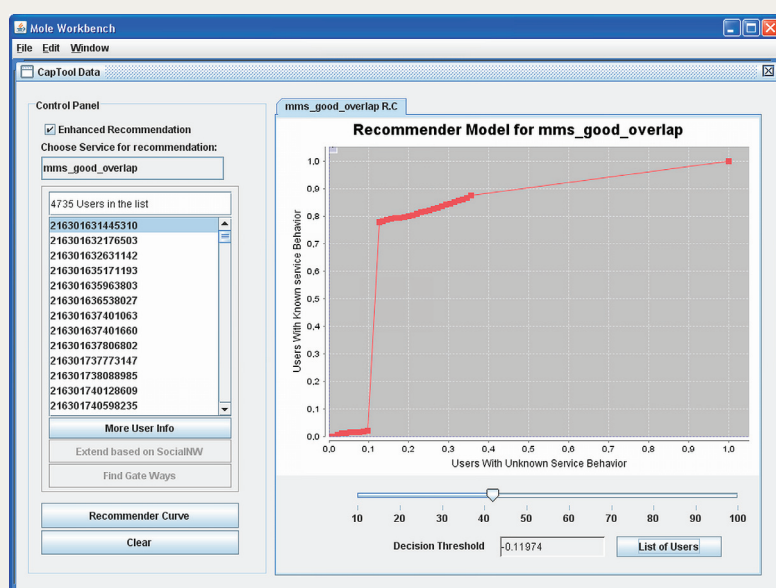 Mole Workbench
File Edit Window
CapTool Data
Control Panel
Enhanced Recommendation
Choose Service for recommendation:
mms_good_overlap
4735 Users in the list
216301631445310
216301632176503
216301632631142
216301635171193
216301635963803
216301636538027
216301637401063
216301637401660
216301637806802
216301737773147
216301738088985
216301740128609
216301740598235
More User Info
Extend based on SocialNW
Find Gate Ways
Recommender Curve
Clear
mms_good_overlap R.C
Recommender Model for mms_good_overlap
Users With Known service Behavior
1,0
0,9
0,8
0,7
0,6
0,5
0,4
0,3
0,2
0,1
0,0
0,0 0,1 0,2 0,3 0,4 0,5 0,6 0,7 0,8 0,9 1,0
Users With Unknown Service Behavior
10 20 30 40 50 60 70 80 90 100
Decision Threshold -0.11974 List of Users